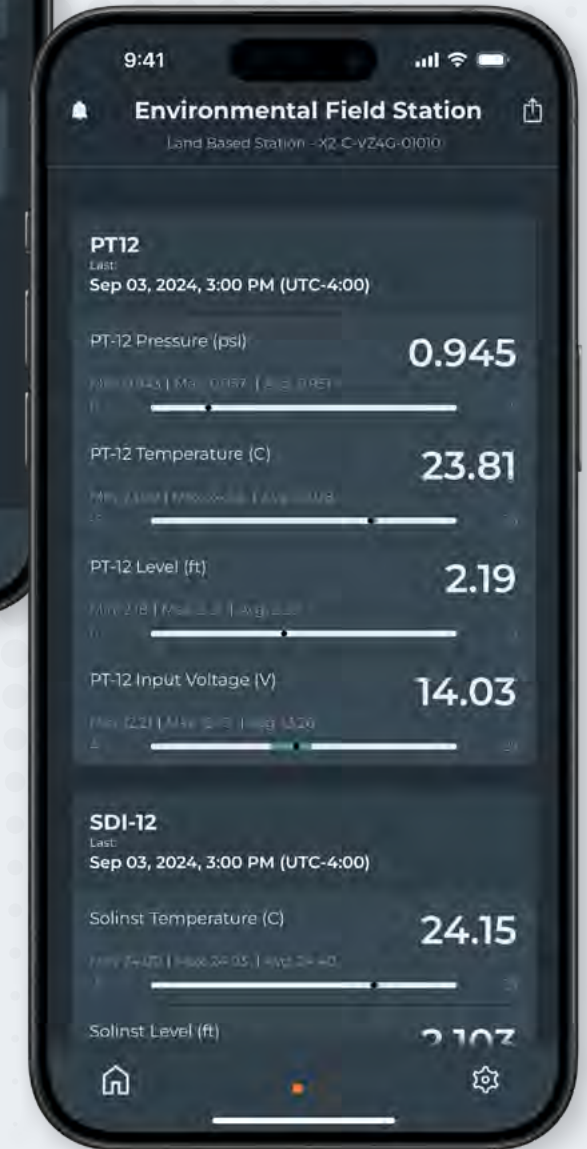 9:41
Environmental Field Station
Land Based Station - X2-C-VZ4G-01010
PT12
Last:
Sep 03, 2024, 3:00 PM (UTC-4:00)
PT-12 Pressure (psi)
0.945
PT-12 Temperature (C)
23.81
PT-12 Level (ft)
2.19
PT-12 Input Voltage (V)
14.03
SDI-12
Last:
Sep 03, 2024, 3:00 PM (UTC-4:00)
Solinst Temperature (C)
24.15
Solinst Level (ft)
2.103